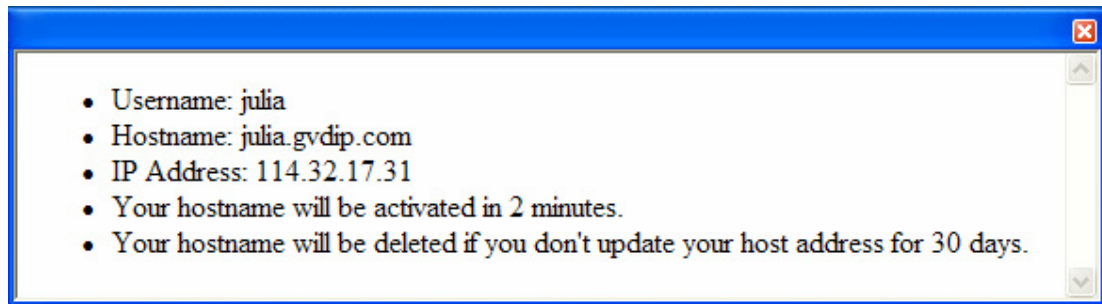 Username: julia
Hostname: julia.gvdip.com
IP Address: 114.32.17.31
Your hostname will be activated in 2 minutes.
Your hostname will be deleted if you don't update your host address for 30 days.